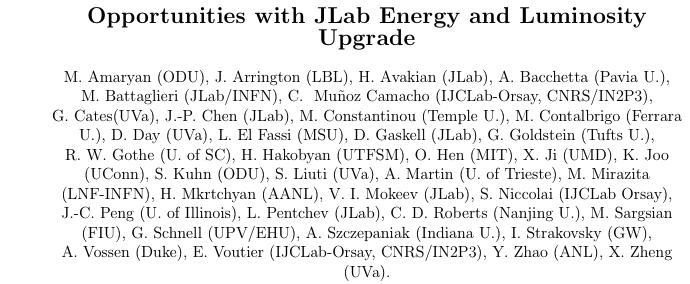 Opportunities with JLab Energy and Luminosity
Upgrade
M. Amaryan (ODU), J. Arrington (LBL), H. Avakian (JLab), A. Bacchetta (Pavia U.),
M. Battaglieri (JLab/INFN), C. Muñoz Camacho (IJCLab-Orsay, CNRS/IN2P3),
G. Cates(UVa), J.-P. Chen (JLab), M. Constantinou (Temple U.), M. Contalbrigo (Ferrara
U.), D. Day (UVa), L. El Fassi (MSU), D. Gaskell (JLab), G. Goldstein (Tufts U.),
R. W. Gothe (U. of SC), H. Hakobyan (UTFSM), O. Hen (MIT), X. Ji (UMD), K. Joo
(UConn), S. Kuhn (ODU), S. Liuti (UVa), A. Martin (U. of Trieste), M. Mirazita
(LNF-INFN), H. Mkrtchyan (AANL), V. I. Mokeev (JLab), S. Niccolai (IJCLab Orsay),
J.-C. Peng (U. of Illinois), L. Pentchev (JLab), C. D. Roberts (Nanjing U.), M. Sargsian
(FIU), G. Schnell (UPV/EHU), A. Szczepaniak (Indiana U.), I. Strakovsky (GW),
A. Vossen (Duke), E. Voutier (IJCLab-Orsay, CNRS/IN2P3), Y. Zhao (ANL), X. Zheng
(UVa).